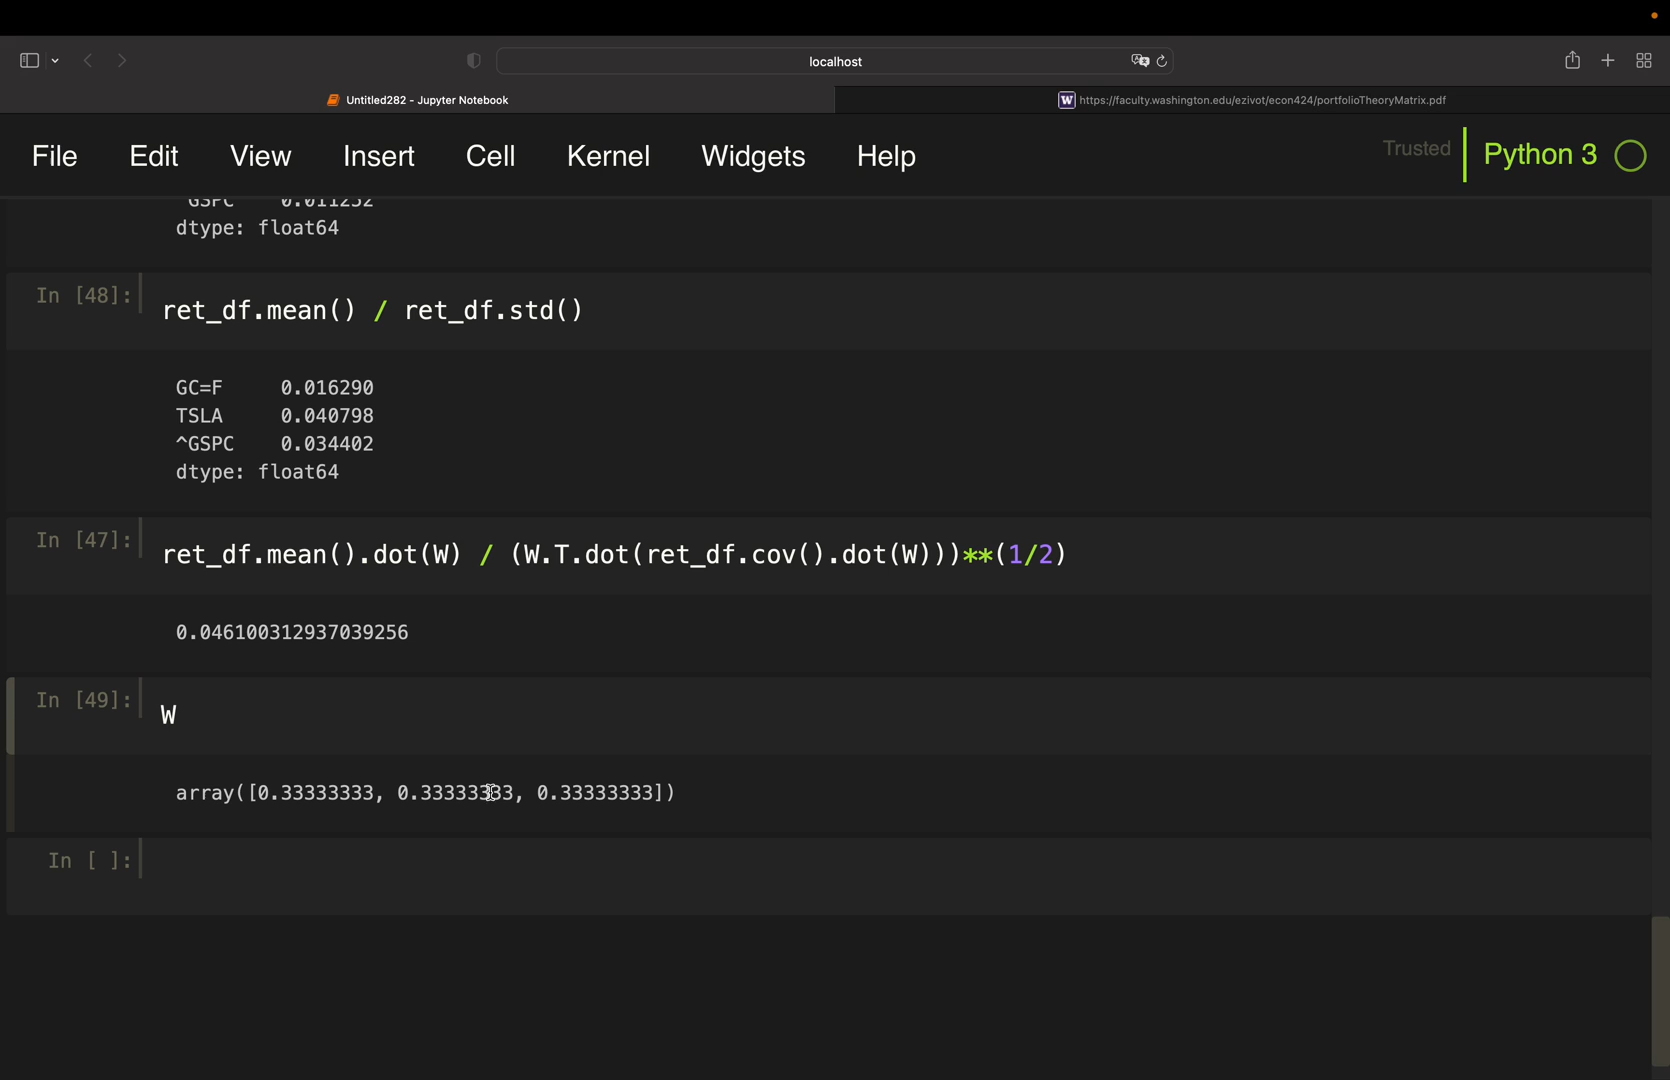 localhost
Untitled282 - Jupyter Notebook
W https://faculty.washington.edu/ezivot/econ424/portfolioTheoryMatrix.pdf
File Edit View Insert Cell Kernel Widgets Help Trusted Python 3
^GSPC 0.011252
dtype: float64
In [48]: ret_df.mean() / ret_df.std()
GC=F 0.016290
TSLA 0.040798
^GSPC 0.034402
dtype: float64
In [47]: ret_df.mean().dot(W) / (W.T.dot(ret_df.cov().dot(W)))**(1/2)
0.046100312937039256
In [49]: W
array([0.33333333, 0.33333333, 0.33333333])
In [ ]: